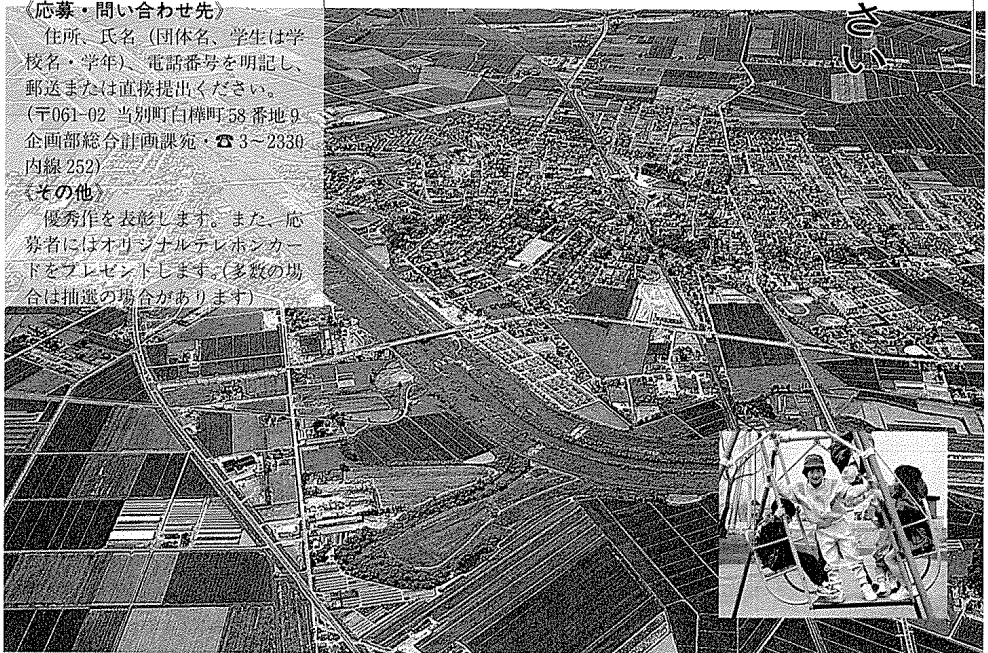 さい
《応募・問い合わせ先》
住所、氏名（団体名、学生は学
校名・学年）、電話番号を明記し、
郵送または直接提出ください。
(〒061-02 当別町白樺町58番地9
企画部総合計画課宛・☎3〜2330
内線252)
《その他》
優秀作を表彰します。また、応
募者にはオリジナルテレホンカー
ドをプレゼントします。(多数の場
合は抽選の場合があります)